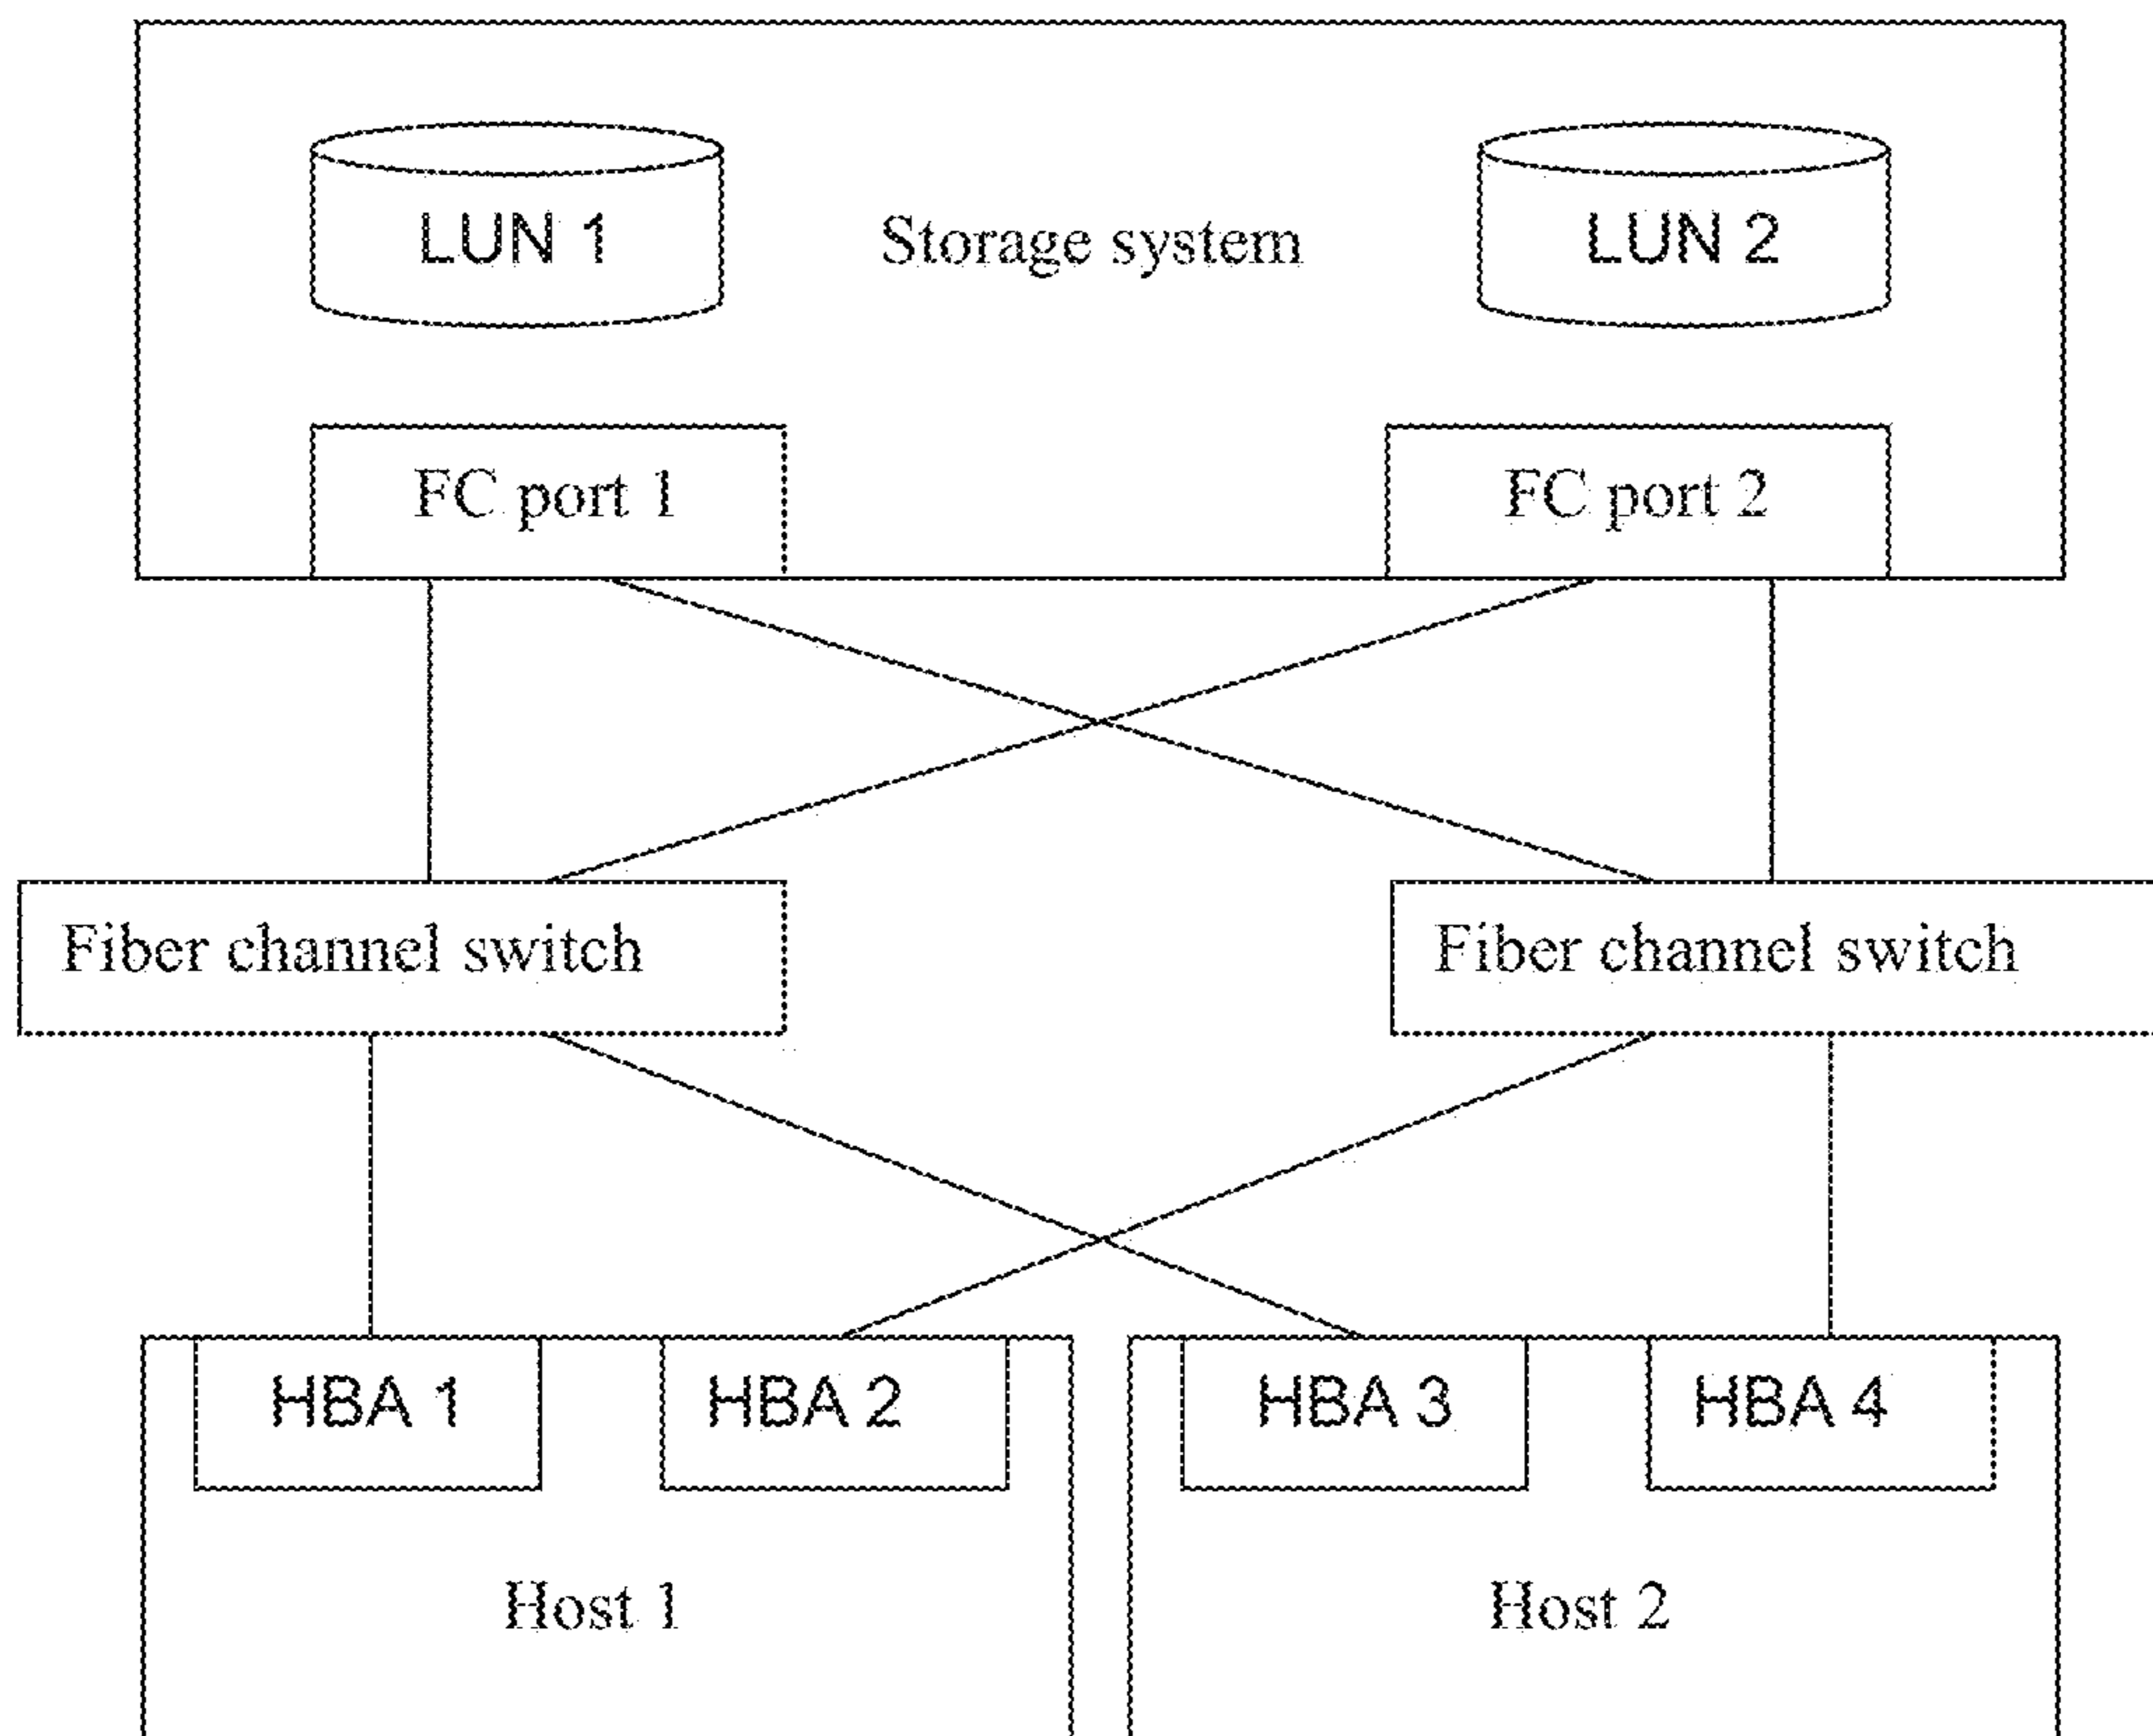 LUN 1
Storage system
LUN 2
FC port 1
FC port 2
Fiber channel switch
Fiber channel switch
HBA 1
HBA 2
HBA 3
HBA 4
Host 1
Host 2